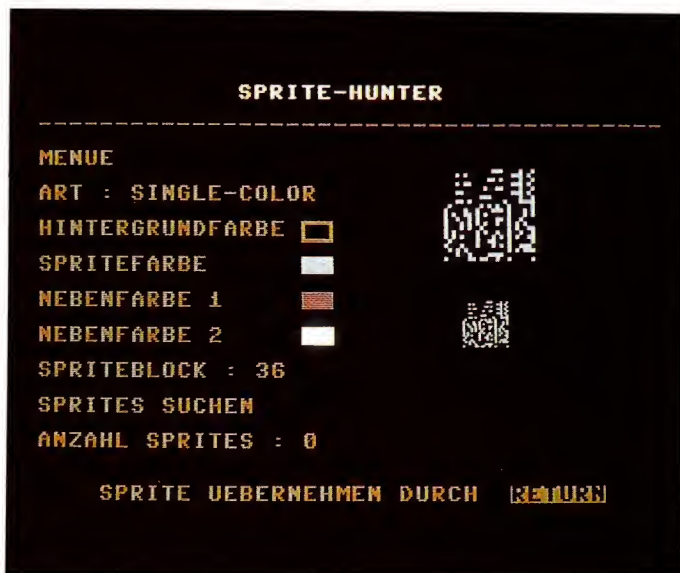 SPRITE-HUNTER
MENUE
ART : SINGLE-COLOR
HINTERGRUNDFARBE
SPRITEFARBE
NEBENFARBE 1
NEBENFARBE 2
SPRITEBLOCK : 36
SPRITES SUCHEN
ANZAHL SPRITES : 0
SPRITE UEBERNEHMEN DURCH RETURN